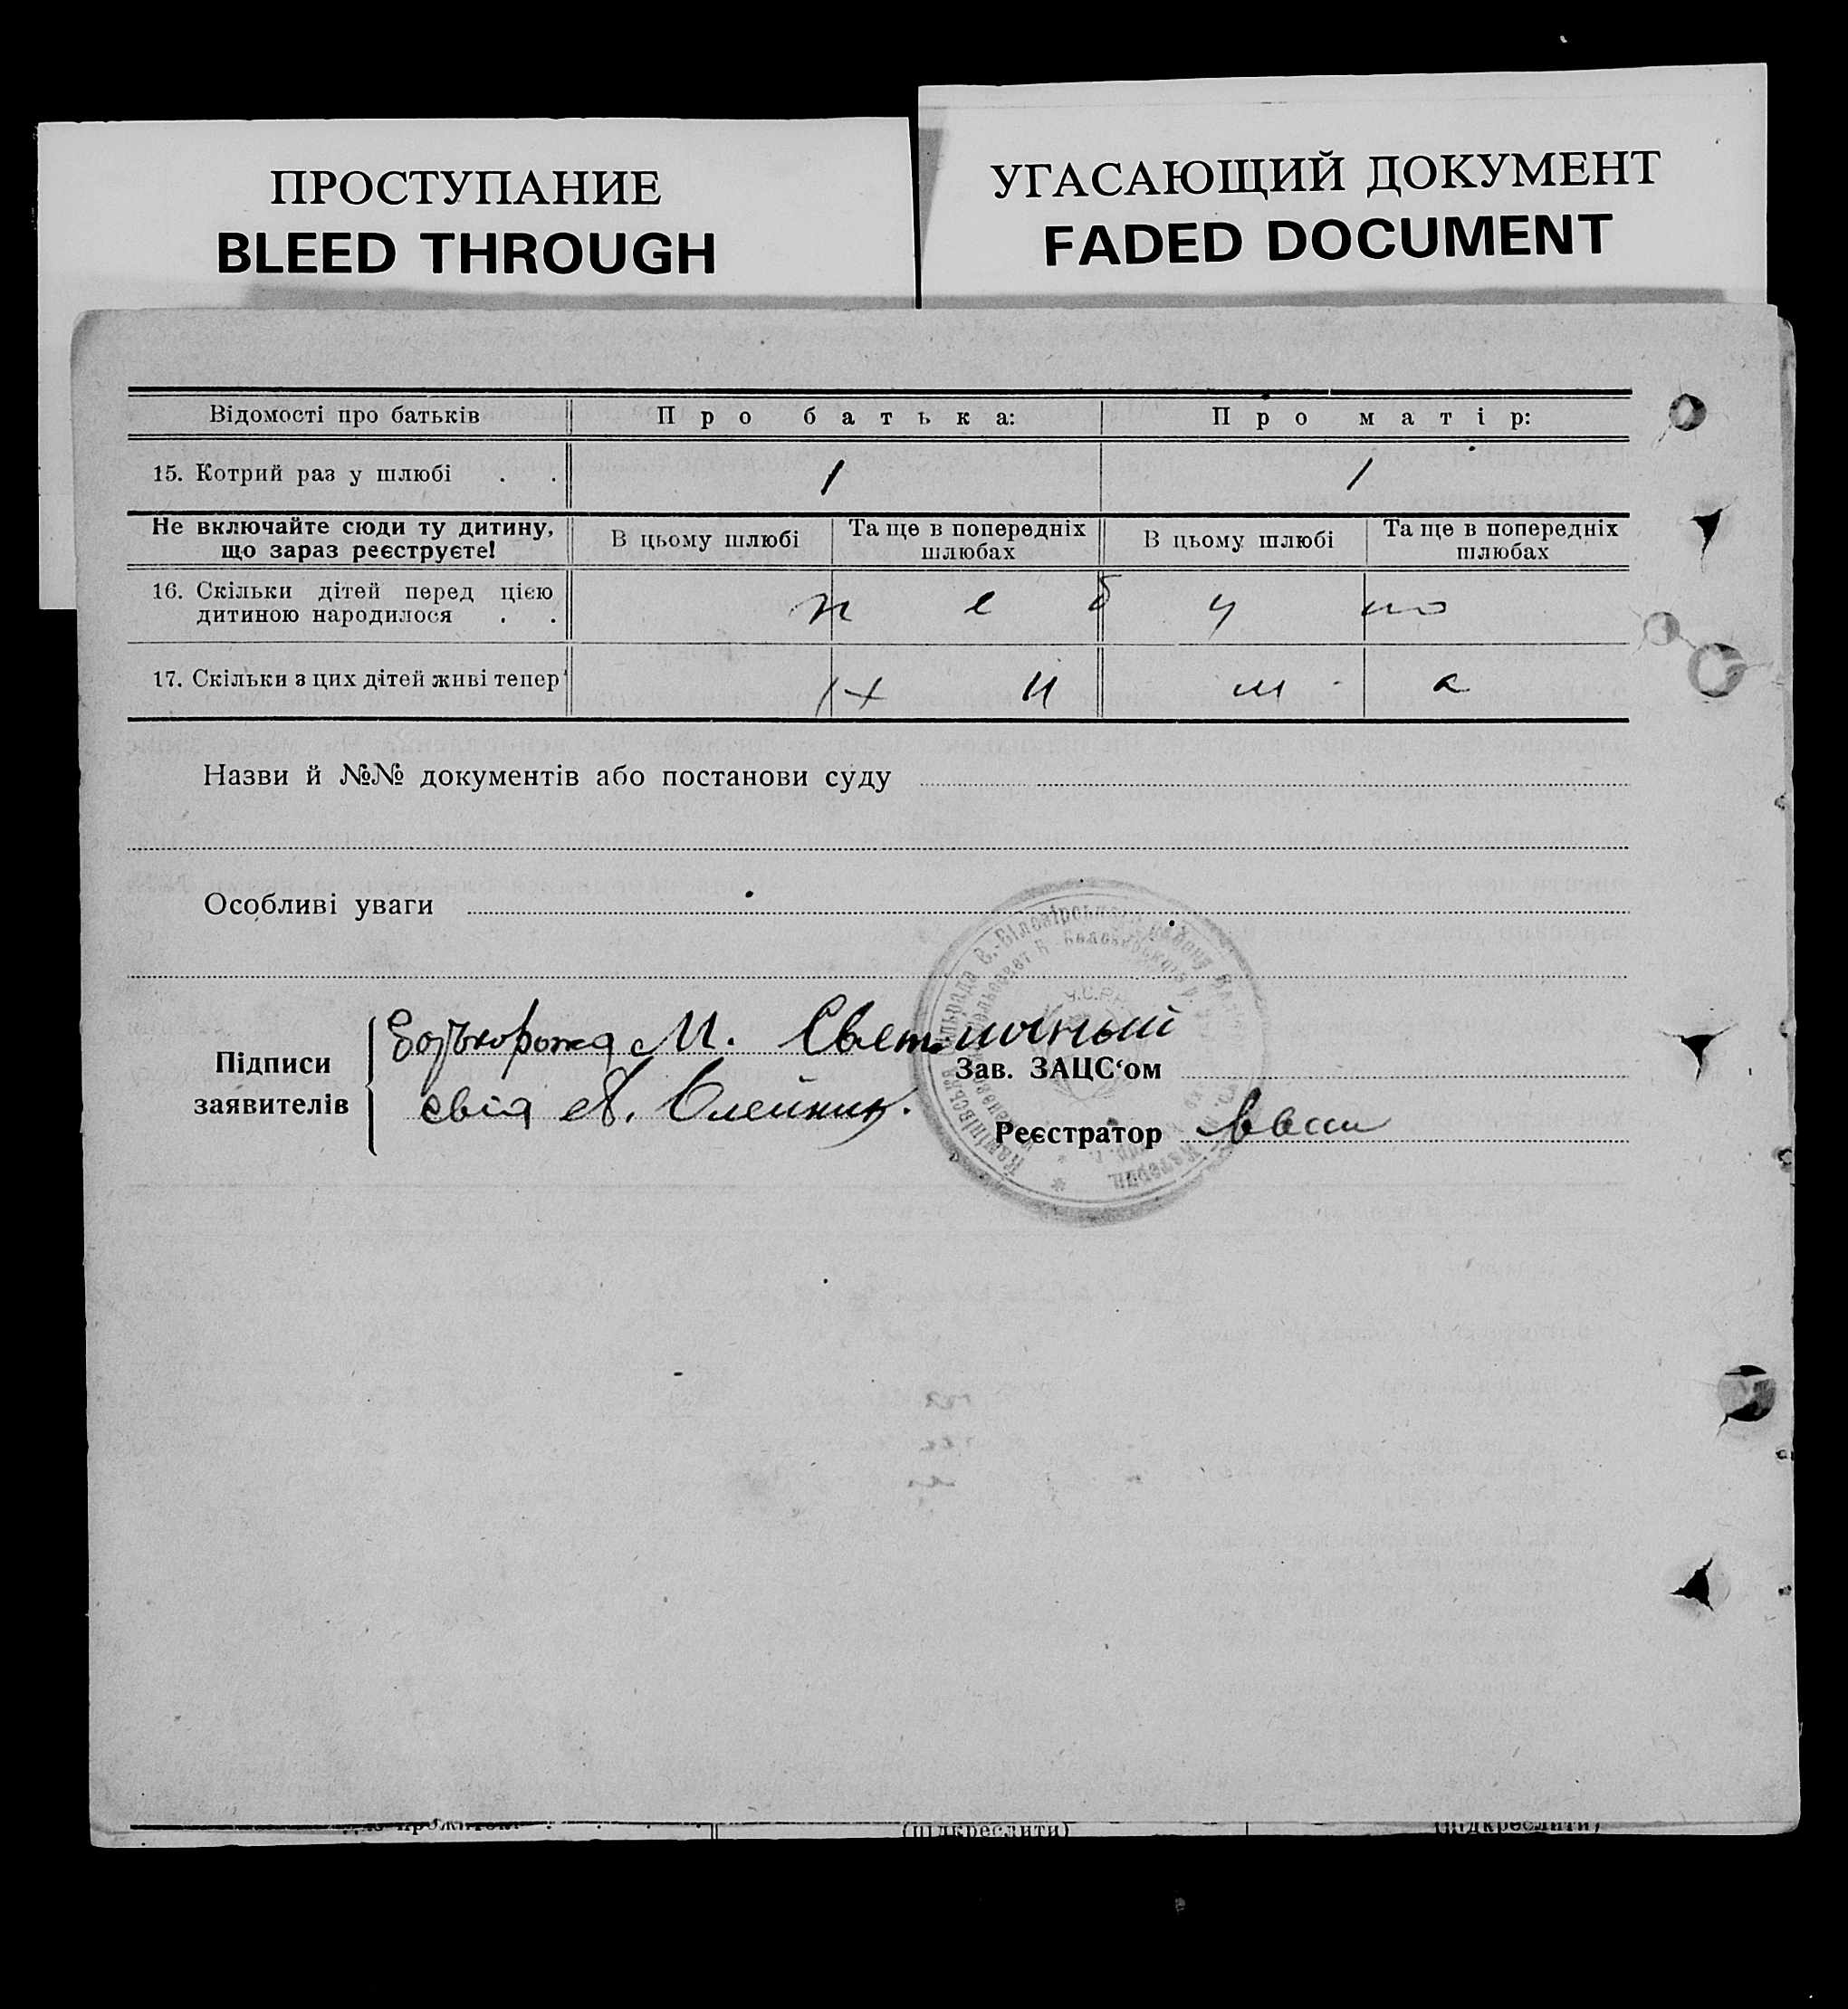 ПРОСТУПАНИЕ
BLEED THROUGH
УГАСАЮЩИЙ ДОКУМЕНТ
FADED DOCUMENT
Відомості про батьків Про батька: Про матір:
15. Котрий раз у шлюбі . . 1 1
Не включайте сюди ту дитину, що зараз реєструєте! В цьому шлюбі Та ще в попередніх шлюбах В цьому шлюбі Та ще в попередніх шлюбах
16. Скільки дітей перед цією
дитиною народилося . . н е б у ло
17. Скільки з цих дітей живі тепер
Назви й №№ документів або постанови суду
Особливі уваги
Підписи
заявителів
М. Светличный
А. Олейник.
Зав. ЗАЦС‘ом
Реєстратор
У.С.Р.Р.
(підкреслити) (підкреслити)